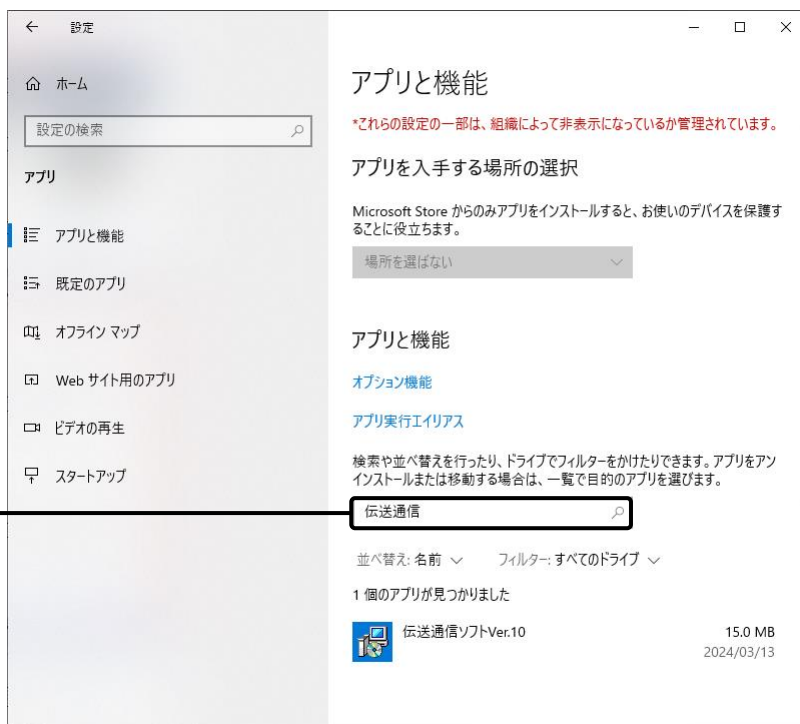 設定
ホーム
設定の検索
アプリ
アプリと機能
既定のアプリ
オフライン マップ
Web サイト用のアプリ
ビデオの再生
スタートアップ
アプリと機能
*これらの設定の一部は、組織によって非表示になっているか管理されています。
アプリを入手する場所の選択
Microsoft Store からのみアプリをインストールすると、お使いのデバイスを保護す
ることに役立ちます。
場所を選ばない
アプリと機能
オプション機能
アプリ実行エイリアス
検索や並べ替えを行ったり、ドライブでフィルターをかけたりできます。アプリをアン
インストールまたは移動する場合は、一覧で目的のアプリを選びます。
伝送通信
並べ替え: 名前 フィルター: すべてのドライブ
1 個のアプリが見つかりました
伝送通信ソフトVer.10 15.0 MB
2024/03/13